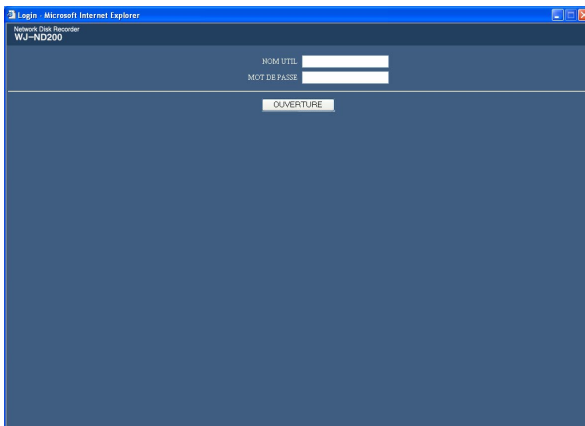 Login - Microsoft Internet Explorer
Network Disk Recorder
WJ-ND200
NOM UTIL
MOT DE PASSE
OUVERTURE